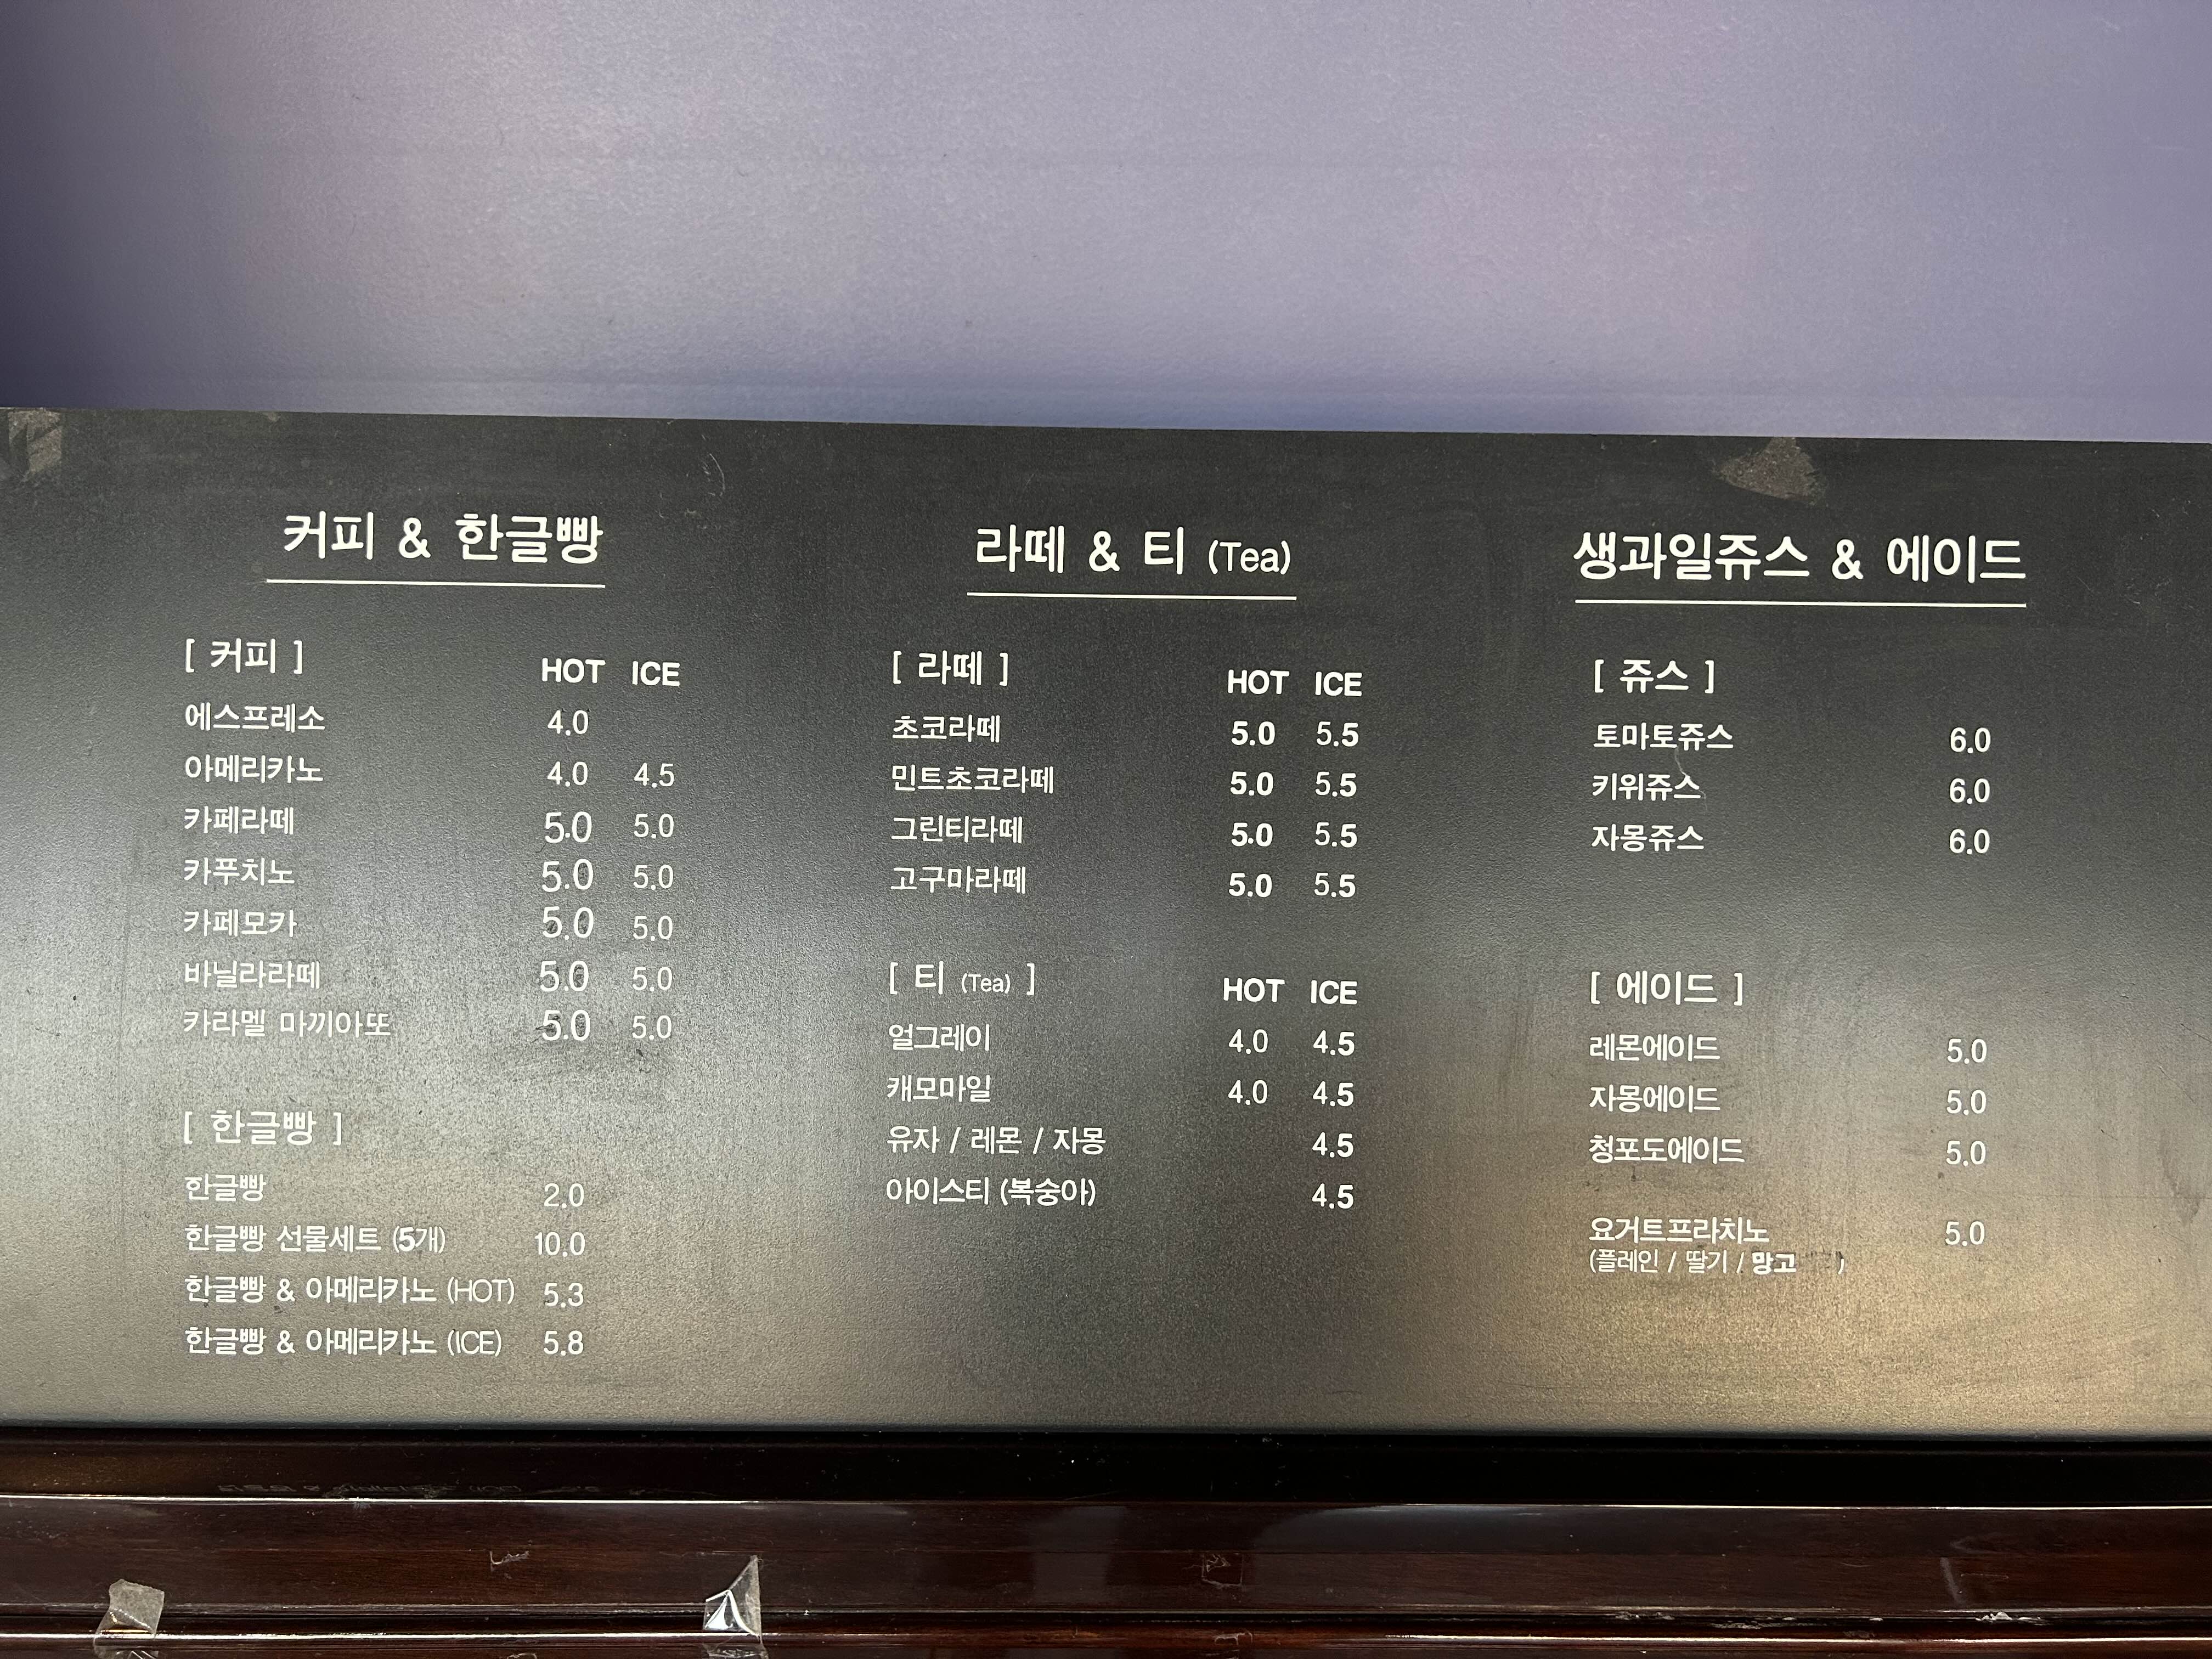 커피 & 한글빵
[ 커피 ] HOT ICE
에스프레소 4.0
아메리카노 4.0 4.5
카페라떼 5.0 5.0
카푸치노 5.0 5.0
카페모카 5.0 5.0
바닐라라떼 5.0 5.0
카라멜 마끼아또 5.0 5.0
[ 한글빵 ]
한글빵 2.0
한글빵 선물세트 (5개) 10.0
한글빵 & 아메리카노 (HOT) 5.3
한글빵 & 아메리카노 (ICE) 5.8
라떼 & 티 (Tea)
[ 라떼 ] HOT ICE
초코라떼 5.0 5.5
민트초코라떼 5.0 5.5
그린티라떼 5.0 5.5
고구마라떼 5.0 5.5
[ 티 (Tea) ] HOT ICE
얼그레이 4.0 4.5
캐모마일 4.0 4.5
유자 / 레몬 / 자몽 4.5
아이스티 (복숭아) 4.5
생과일쥬스 & 에이드
[ 쥬스 ]
토마토쥬스 6.0
키위쥬스 6.0
자몽쥬스 6.0
[ 에이드 ]
레몬에이드 5.0
자몽에이드 5.0
청포도에이드 5.0
요거트프라치노 5.0
(플레인 / 딸기 / 망고 )